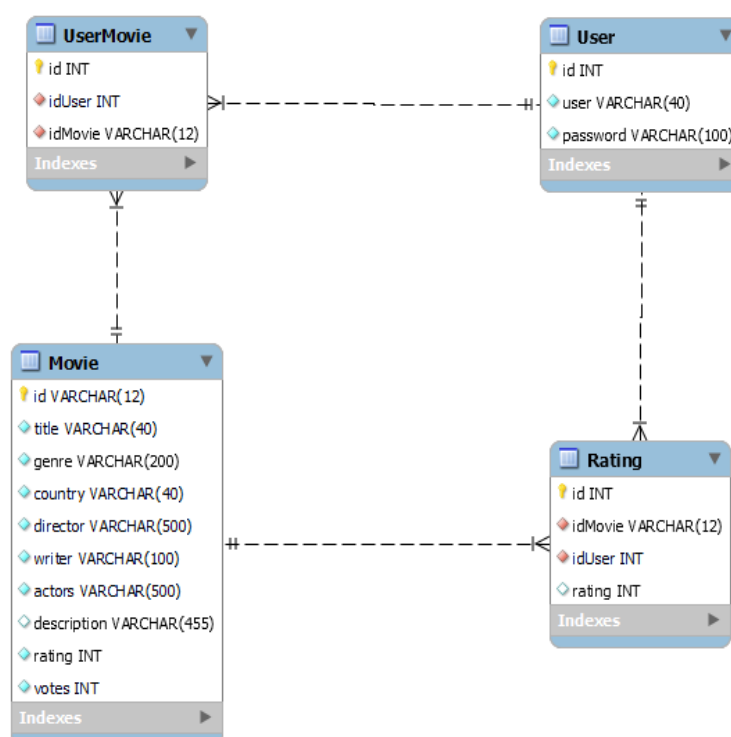 UserMovie
id INT
idUser INT
idMovie VARCHAR(12)
Indexes
User
id INT
user VARCHAR(40)
password VARCHAR(100)
Indexes
Movie
id VARCHAR(12)
title VARCHAR(40)
genre VARCHAR(200)
country VARCHAR(40)
director VARCHAR(500)
writer VARCHAR(100)
actors VARCHAR(500)
description VARCHAR(455)
rating INT
votes INT
Indexes
Rating
id INT
idMovie VARCHAR(12)
idUser INT
rating INT
Indexes